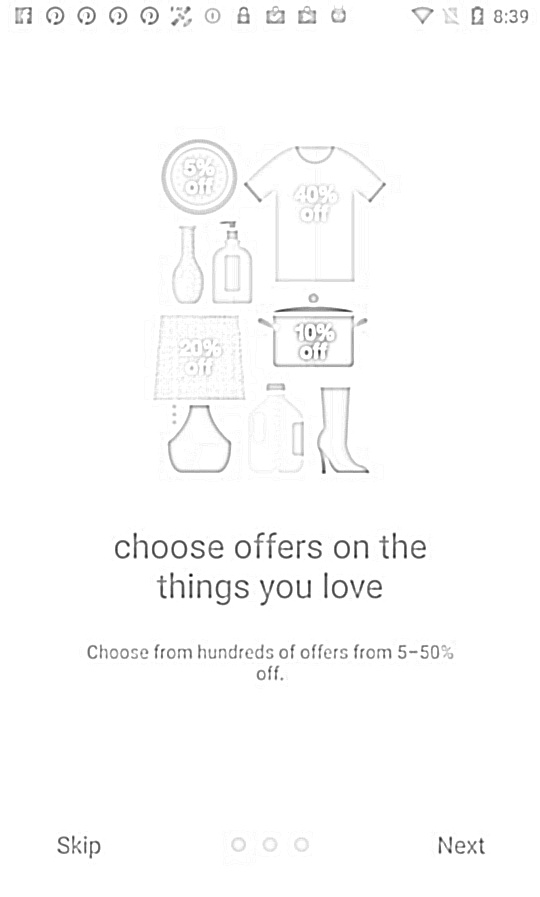 8:39
5%
off
40%
off
10%
off
20%
off
choose offers on the
things you love
Choose from hundreds of offers from 5-50%
off.
Skip
Next